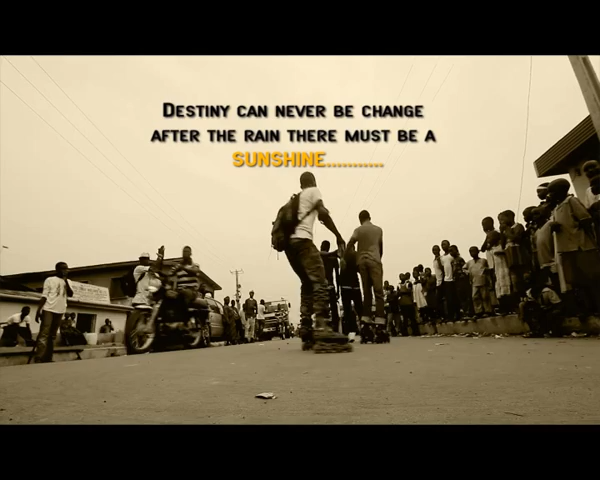 Destiny can never be change
after the rain there must be a
sunshine...........